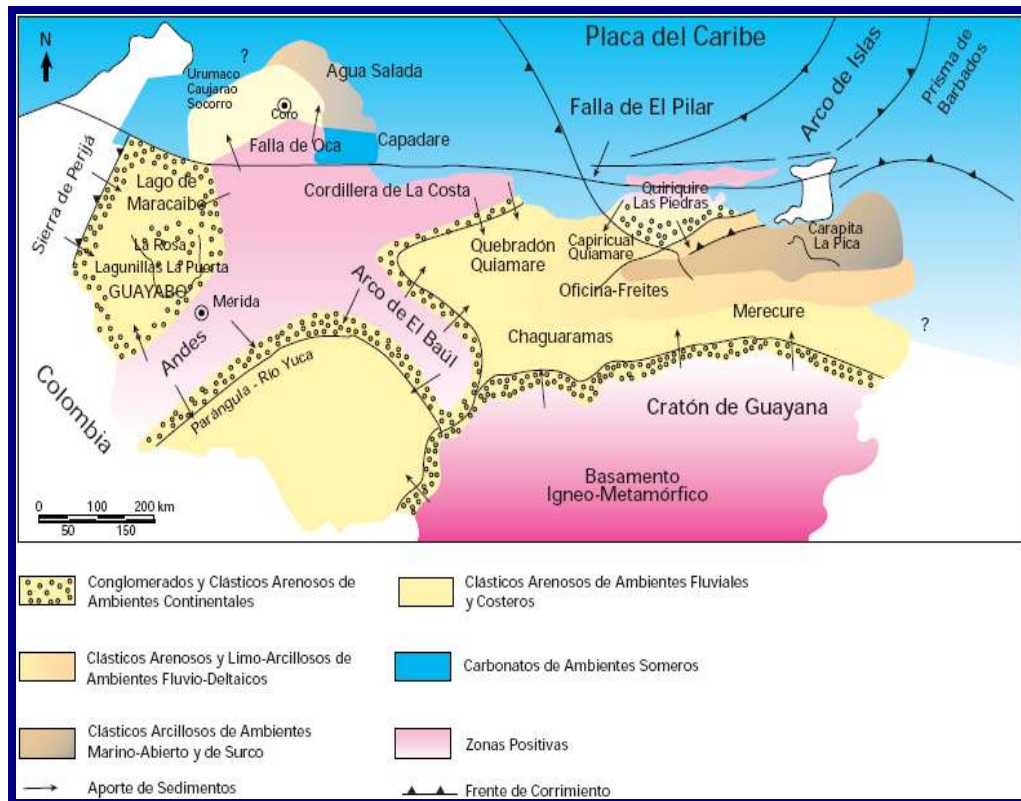 N
?
Urumaco
Caujarao
Socorro
Agua Salada
Coro
Falla de Oca
Capadare
Placa del Caribe
Falla de El Pilar
Arco de Islas
Prisma de
Barbados
Sierra de Perijá
Lago de
Maracaibo
La Rosa
Lagunillas La Puerta
GUAYABO
Mérida
Andes
Colombia
Cordillera de La Costa
Quiriquire
Las Piedras
Quebradón
Quiamare
Capiricual
Quiamare
Carapita
La Pica
Oficina-Freites
Merecure
?
Arco de El Baúl
Chaguaramas
Parángula - Río Yuca
Cratón de Guayana
Basamento
Igneo-Metamórfico
0 100 200 km
50 150
Conglomerados y Clásticos Arenosos de
Ambientes Continentales
Clásticos Arenosos de Ambientes Fluviales
y Costeros
Clásticos Arenosos y Limo-Arcillosos de
Ambientes Fluvio-Deltaicos
Carbonatos de Ambientes Someros
Clásticos Arcillosos de Ambientes
Marino-Abierto y de Surco
Zonas Positivas
Aporte de Sedimentos
Frente de Corrimiento